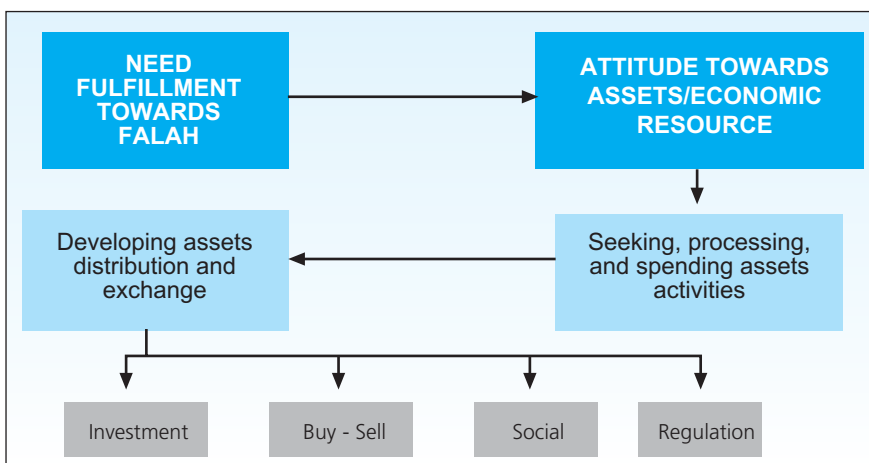 NEED
FULFILLMENT
TOWARDS
FALAH
ATTITUDE TOWARDS
ASSETS/ECONOMIC
RESOURCE
Developing assets
distribution and
exchange
Seeking, processing,
and spending assets
activities
Investment
Buy - Sell
Social
Regulation